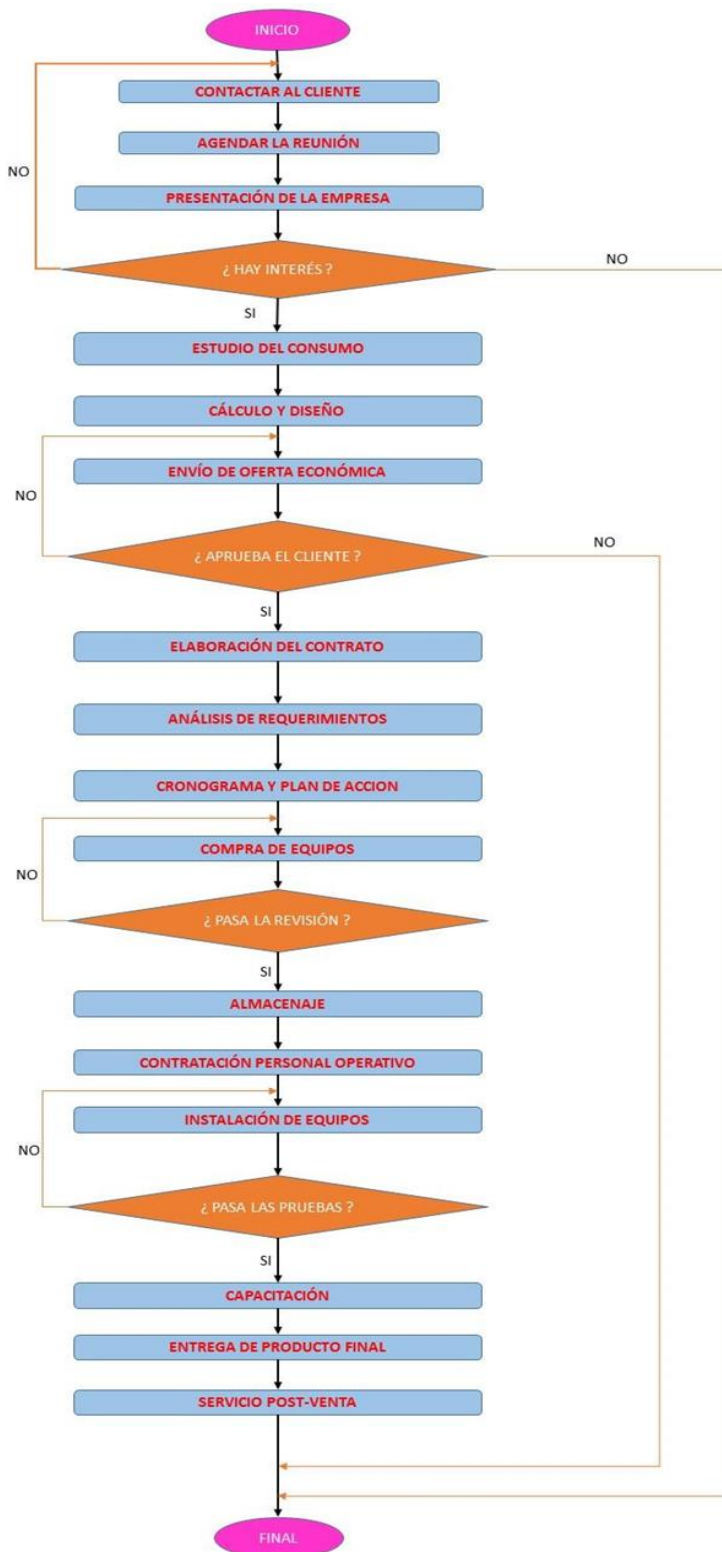 INICIO
CONTACTAR AL CLIENTE
AGENDAR LA REUNIÓN
NO
PRESENTACIÓN DE LA EMPRESA
¿ HAY INTERÉS ?
NO
SI
ESTUDIO DEL CONSUMO
CÁLCULO Y DISEÑO
ENVÍO DE OFERTA ECONÓMICA
NO
¿ APRUEBA EL CLIENTE ?
NO
SI
ELABORACIÓN DEL CONTRATO
ANÁLISIS DE REQUERIMIENTOS
CRONOGRAMA Y PLAN DE ACCION
COMPRA DE EQUIPOS
NO
¿ PASA LA REVISIÓN ?
SI
ALMACENAJE
CONTRATACIÓN PERSONAL OPERATIVO
INSTALACIÓN DE EQUIPOS
NO
¿ PASA LAS PRUEBAS ?
SI
CAPACITACIÓN
ENTREGA DE PRODUCTO FINAL
SERVICIO POST-VENTA
FINAL